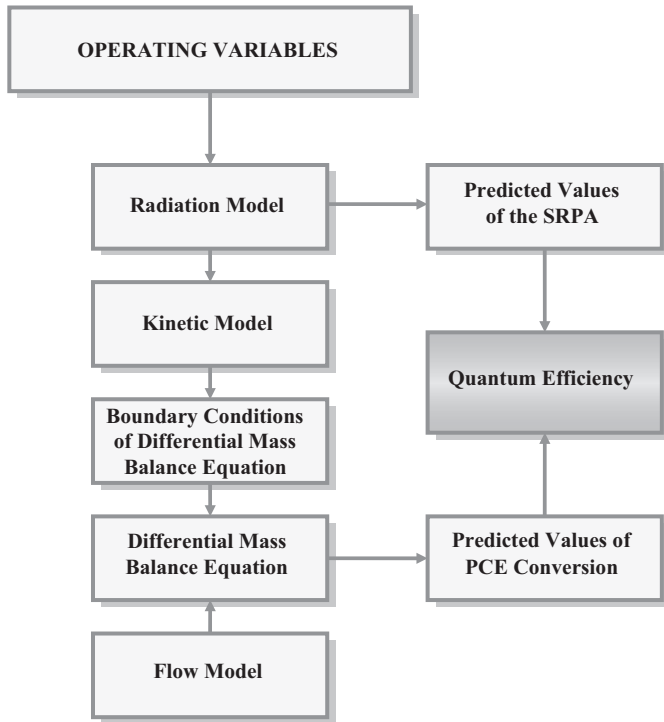 OPERATING VARIABLES
Radiation Model
Predicted Values
of the SRPA
Kinetic Model
Quantum Efficiency
Boundary Conditions
of Differential Mass
Balance Equation
Differential Mass
Balance Equation
Predicted Values of
PCE Conversion
Flow Model